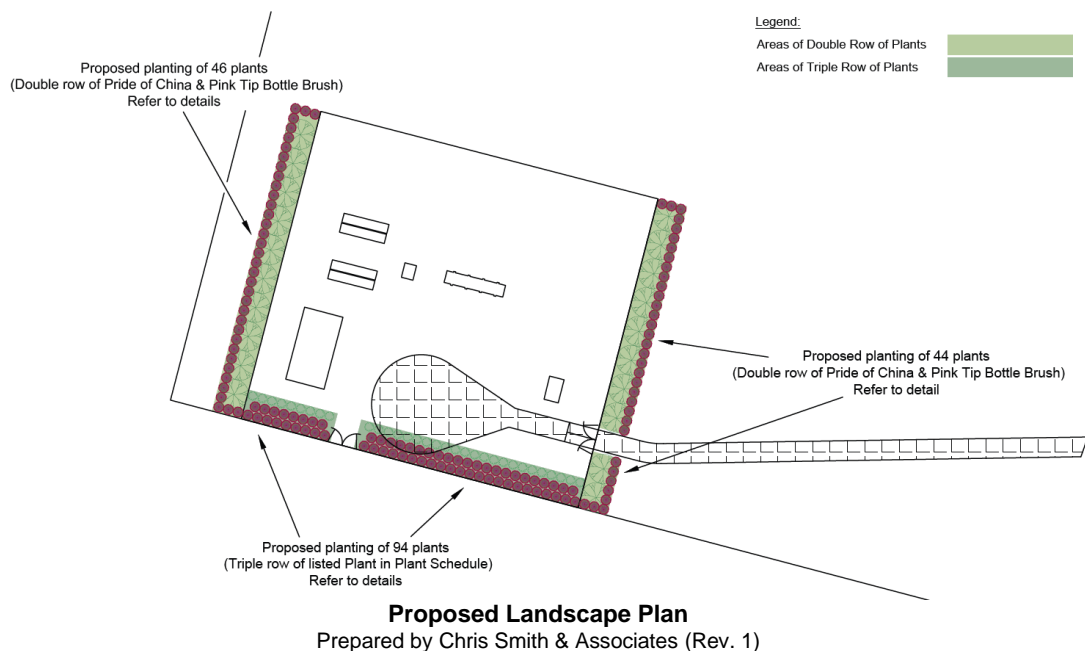 Legend:
Areas of Double Row of Plants
Areas of Triple Row of Plants
Proposed planting of 46 plants
(Double row of Pride of China & Pink Tip Bottle Brush)
Refer to details
Proposed planting of 44 plants
(Double row of Pride of China & Pink Tip Bottle Brush)
Refer to detail
Proposed planting of 94 plants
(Triple row of listed Plant in Plant Schedule)
Refer to details
Proposed Landscape Plan
Prepared by Chris Smith & Associates (Rev. 1)